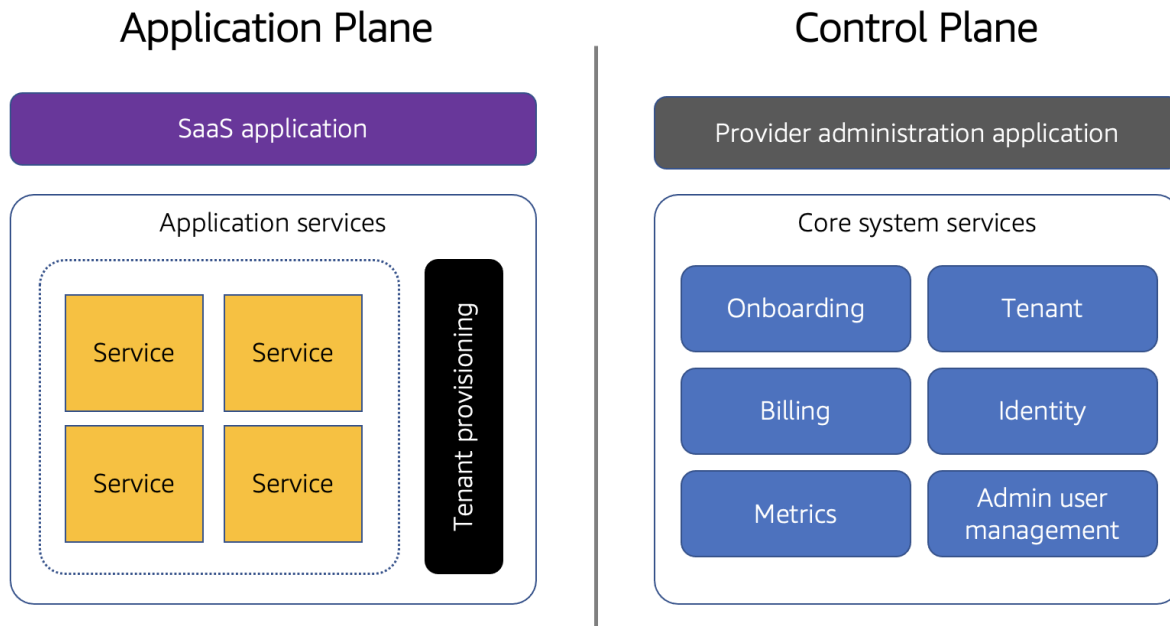 Application Plane
SaaS application
Application services
Service
Service
Service
Service
Tenant provisioning
Control Plane
Provider administration application
Core system services
Onboarding
Tenant
Billing
Identity
Metrics
Admin user
management